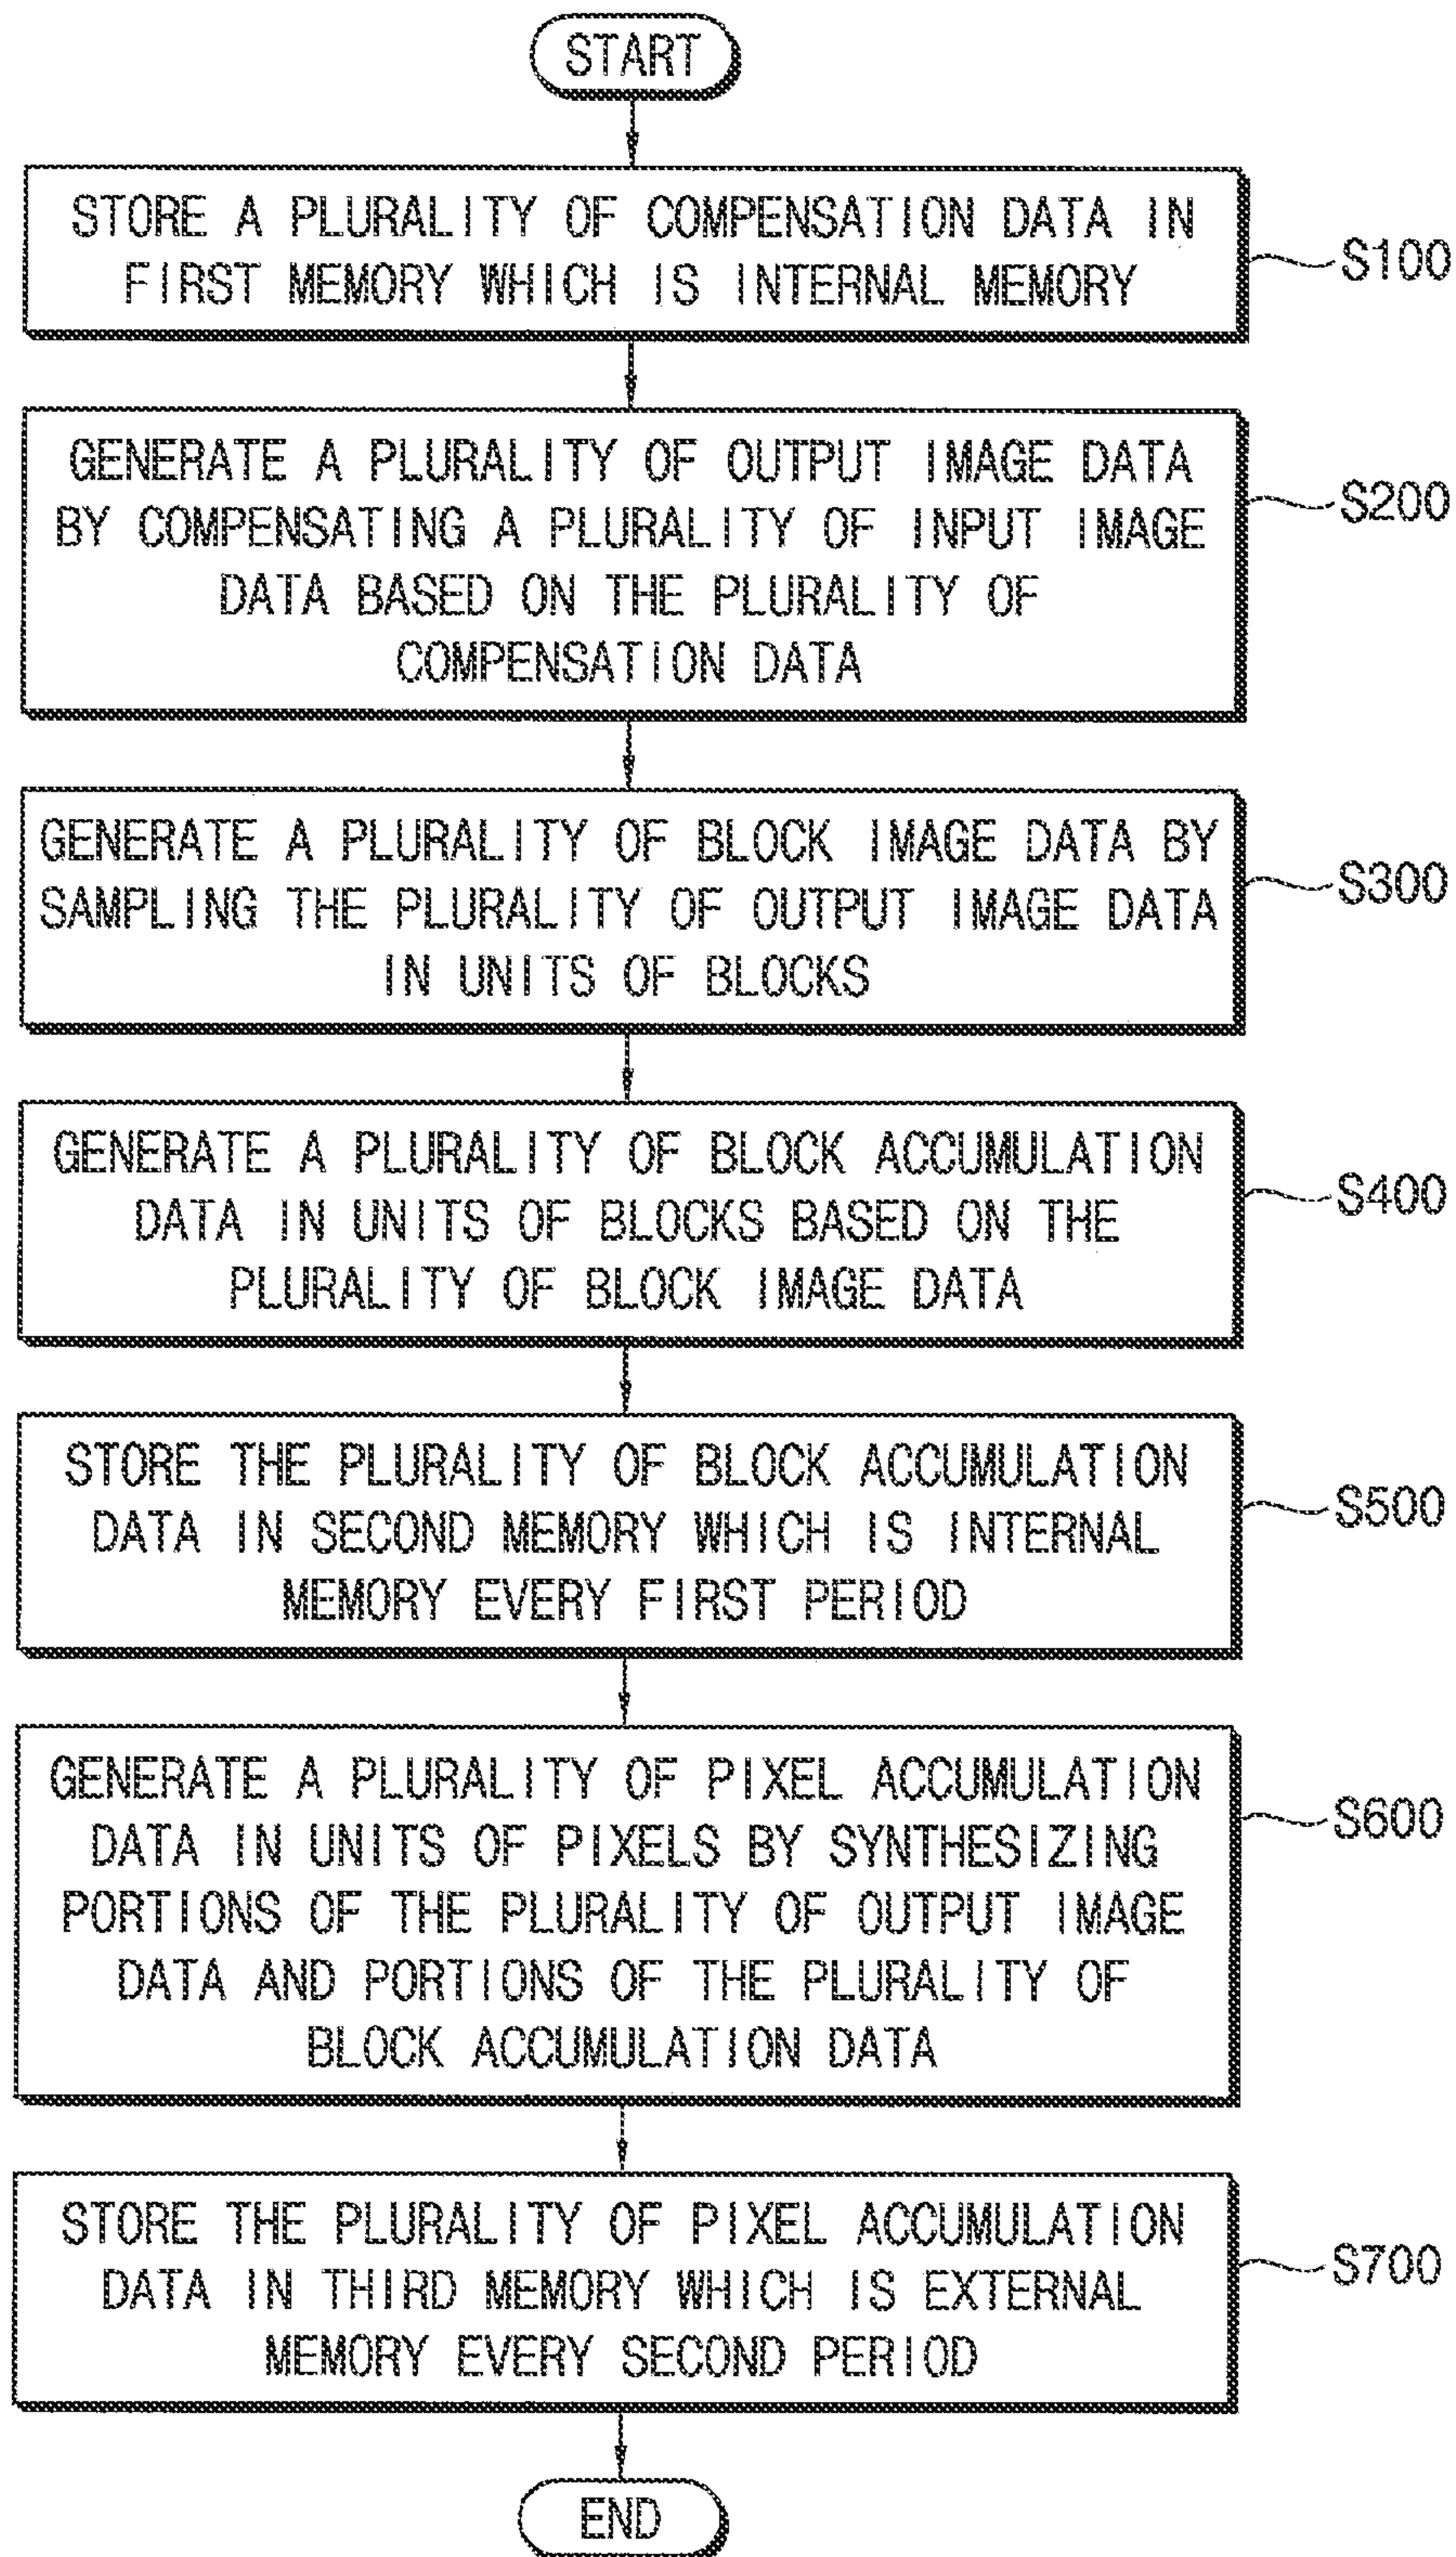 START
STORE A PLURALITY OF COMPENSATION DATA IN
FIRST MEMORY WHICH IS INTERNAL MEMORY
S100
GENERATE A PLURALITY OF OUTPUT IMAGE DATA
BY COMPENSATING A PLURALITY OF INPUT IMAGE
DATA BASED ON THE PLURALITY OF
COMPENSATION DATA
S200
GENERATE A PLURALITY OF BLOCK IMAGE DATA BY
SAMPLING THE PLURALITY OF OUTPUT IMAGE DATA
IN UNITS OF BLOCKS
S300
GENERATE A PLURALITY OF BLOCK ACCUMULATION
DATA IN UNITS OF BLOCKS BASED ON THE
PLURALITY OF BLOCK IMAGE DATA
S400
STORE THE PLURALITY OF BLOCK ACCUMULATION
DATA IN SECOND MEMORY WHICH IS INTERNAL
MEMORY EVERY FIRST PERIOD
S500
GENERATE A PLURALITY OF PIXEL ACCUMULATION
DATA IN UNITS OF PIXELS BY SYNTHESIZING
PORTIONS OF THE PLURALITY OF OUTPUT IMAGE
DATA AND PORTIONS OF THE PLURALITY OF
BLOCK ACCUMULATION DATA
S600
STORE THE PLURALITY OF PIXEL ACCUMULATION
DATA IN THIRD MEMORY WHICH IS EXTERNAL
MEMORY EVERY SECOND PERIOD
S700
END